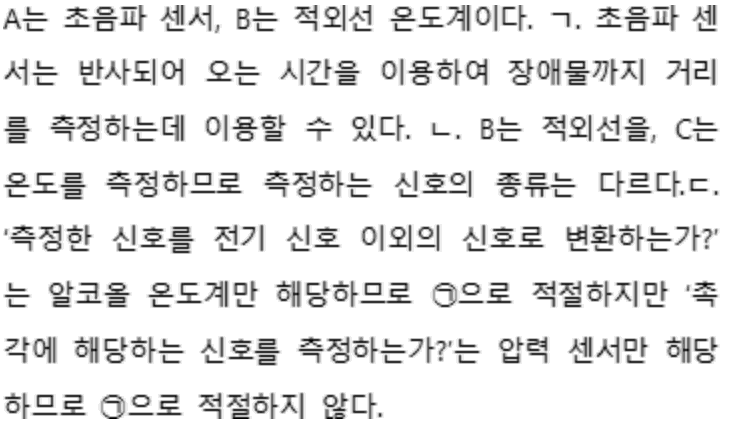 A는 초음파 센서, B는 적외선 온도계이다. ㄱ. 초음파 센
서는 반사되어 오는 시간을 이용하여 장애물까지 거리
를 측정하는데 이용할 수 있다. ㄴ. B는 적외선을, C는
온도를 측정하므로 측정하는 신호의 종류는 다르다.ㄷ.
‘측정한 신호를 전기 신호 이외의 신호로 변환하는가?’
는 알코올 온도계만 해당하므로 ㉠으로 적절하지만 ‘촉
각에 해당하는 신호를 측정하는가?’는 압력 센서만 해당
하므로 ㉠으로 적절하지 않다.